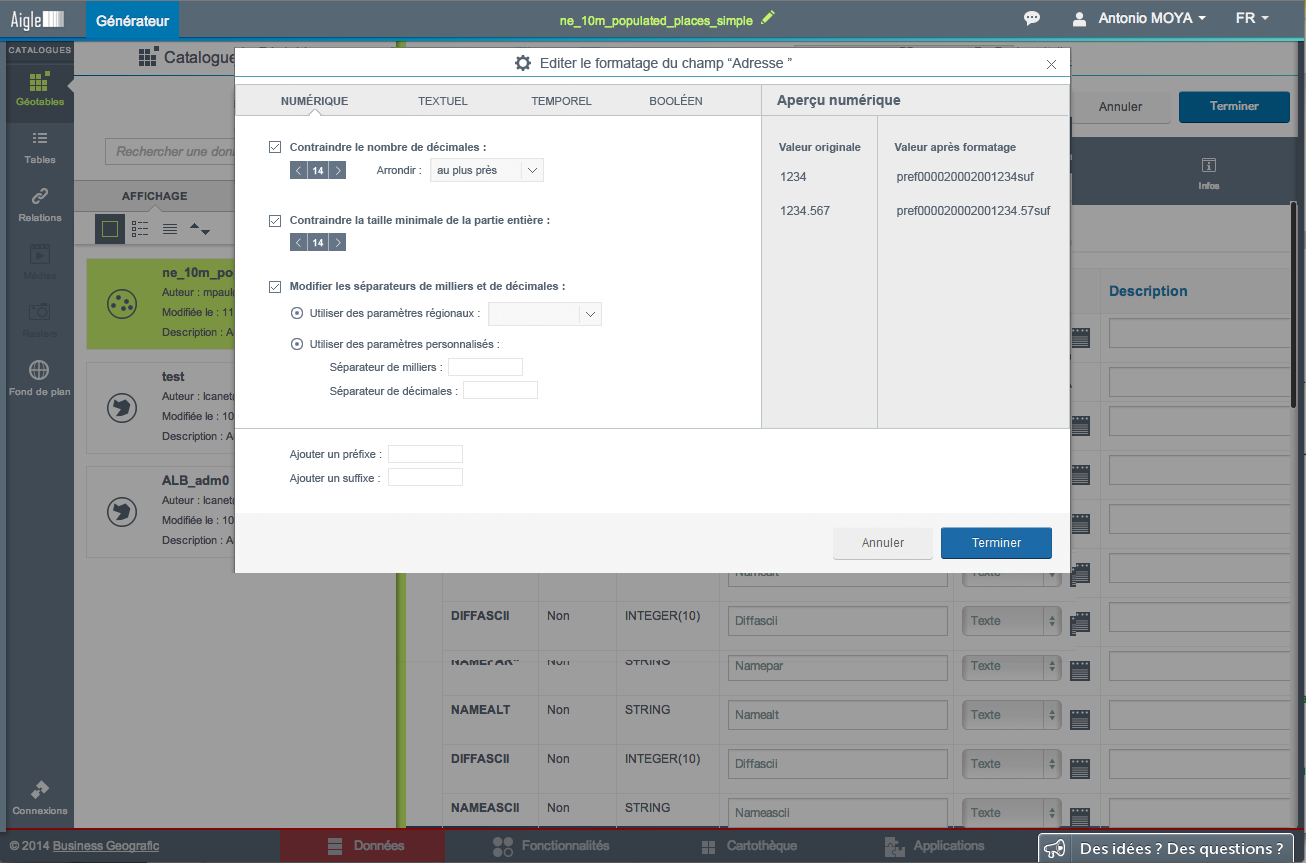 Aigle
Générateur
ne_10m_populated_places_simple
Antonio MOYA
FR
CATALOGUES
Géotables
Tables
Relations
Médias
Rasters
Fond de plan
Connexions
Catalogue
Annuler
Terminer
Rechercher une don
AFFICHAGE
Infos
ne_10m_po
Auteur : mpaul
Modifiée le : 11
Description : A
test
Auteur : lcaneta
Modifiée le : 10
Description : A
ALB_adm0
Auteur : lcaneta
Modifiée le : 10
Description : A
Editer le formatage du champ “Adresse ”
NUMÉRIQUE TEXTUEL TEMPOREL BOOLÉEN
Contraindre le nombre de décimales :
14 Arrondir : au plus près
Contraindre la taille minimale de la partie entière :
14
Modifier les séparateurs de milliers et de décimales :
Utiliser des paramètres régionaux :
Utiliser des paramètres personnalisés :
Séparateur de milliers :
Séparateur de décimales :
Aperçu numérique
Valeur originale Valeur après formatage
1234 pref000020002001234suf
1234.567 pref000020002001234.57suf
Ajouter un préfixe :
Ajouter un suffixe :
Annuler Terminer
Description
Namealt Texte
DIFFASCII Non INTEGER(10) Diffascii Texte
NAMEPAR Non STRING Namepar Texte
NAMEALT Non STRING Namealt Texte
DIFFASCII Non INTEGER(10) Diffascii Texte
NAMEASCII Non STRING Nameascii Texte
© 2014 Business Geografic
Données
Fonctionnalités
Cartothèque
Applications
Des idées ? Des questions ?